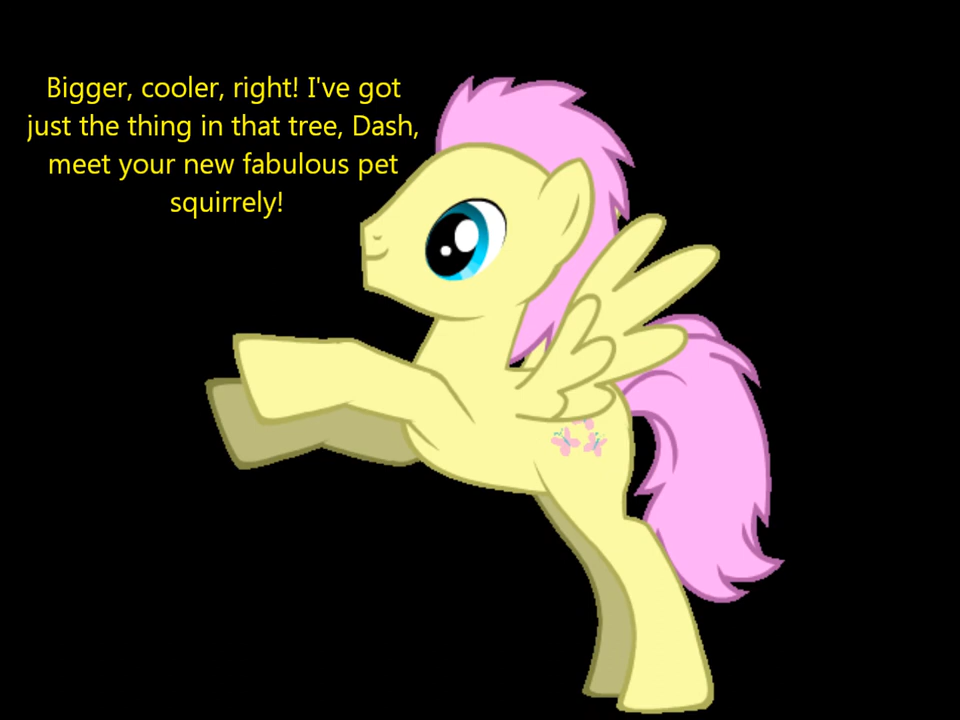 Bigger, cooler, right! I've got
just the thing in that tree, Dash,
meet your new fabulous pet
squirrely!